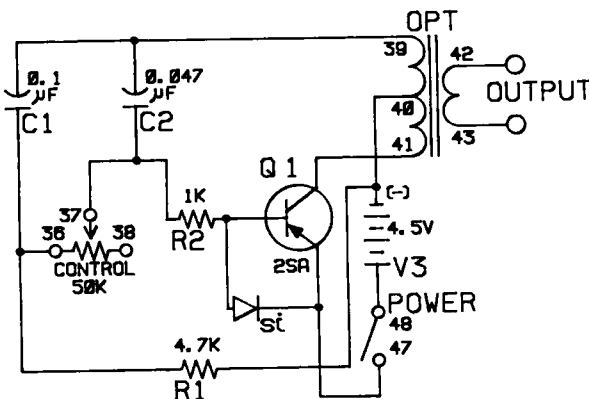 OPT
39
42
0.1
µF
C1
0.047
µF
C2
40
OUTPUT
41
43
Q1
37
1K
(-)
36
38
R2
4.5V
CONTROL
50K
2SA
V3
Si
POWER
48
4.7K
47
R1